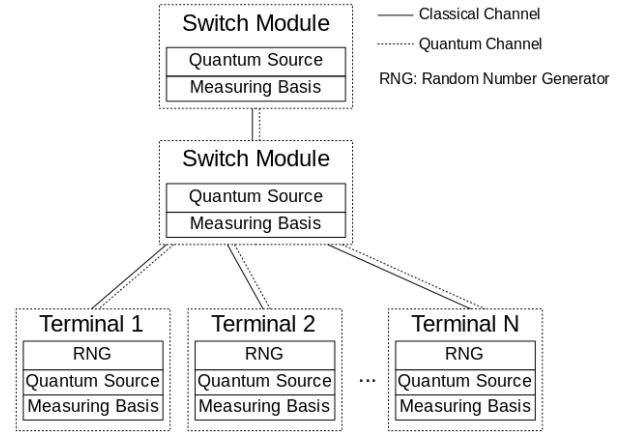 Switch Module
Quantum Source
Measuring Basis
Classical Channel
Quantum Channel
RNG: Random Number Generator
Switch Module
Quantum Source
Measuring Basis
Terminal 1
RNG
Quantum Source
Measuring Basis
Terminal 2
RNG
Quantum Source
Measuring Basis
...
Terminal N
RNG
Quantum Source
Measuring Basis